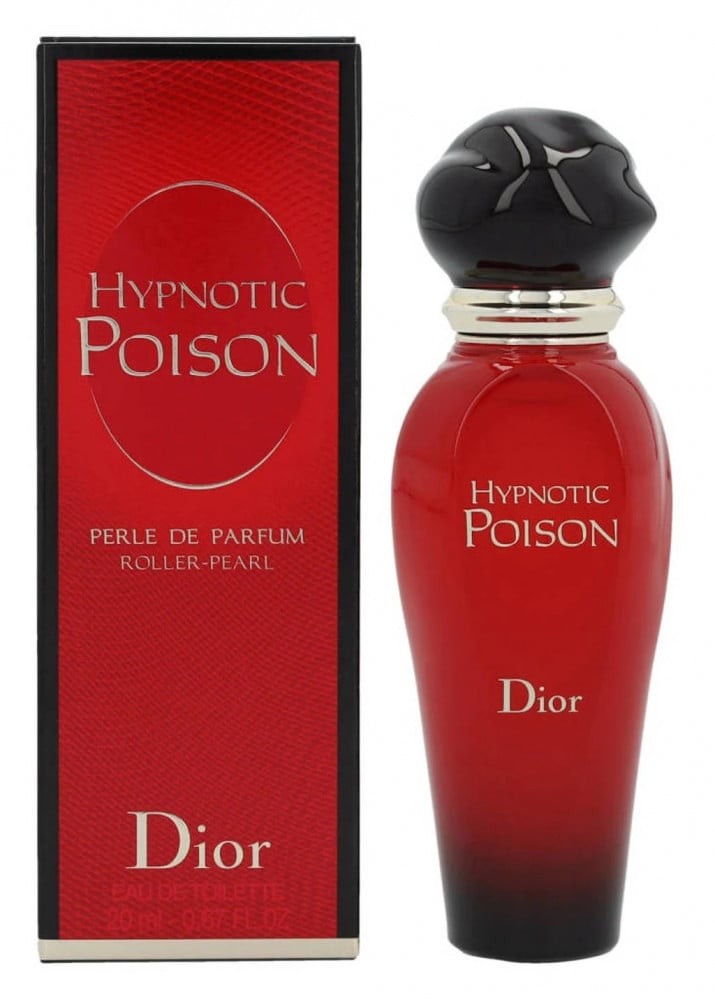 HYPNOTIC
POISON
PERLE DE PARFUM
ROLLER-PEARL
Dior
EAU DE TOILETTE
20 ml - 0.67 FL.OZ
HYPNOTIC
POISON
Dior